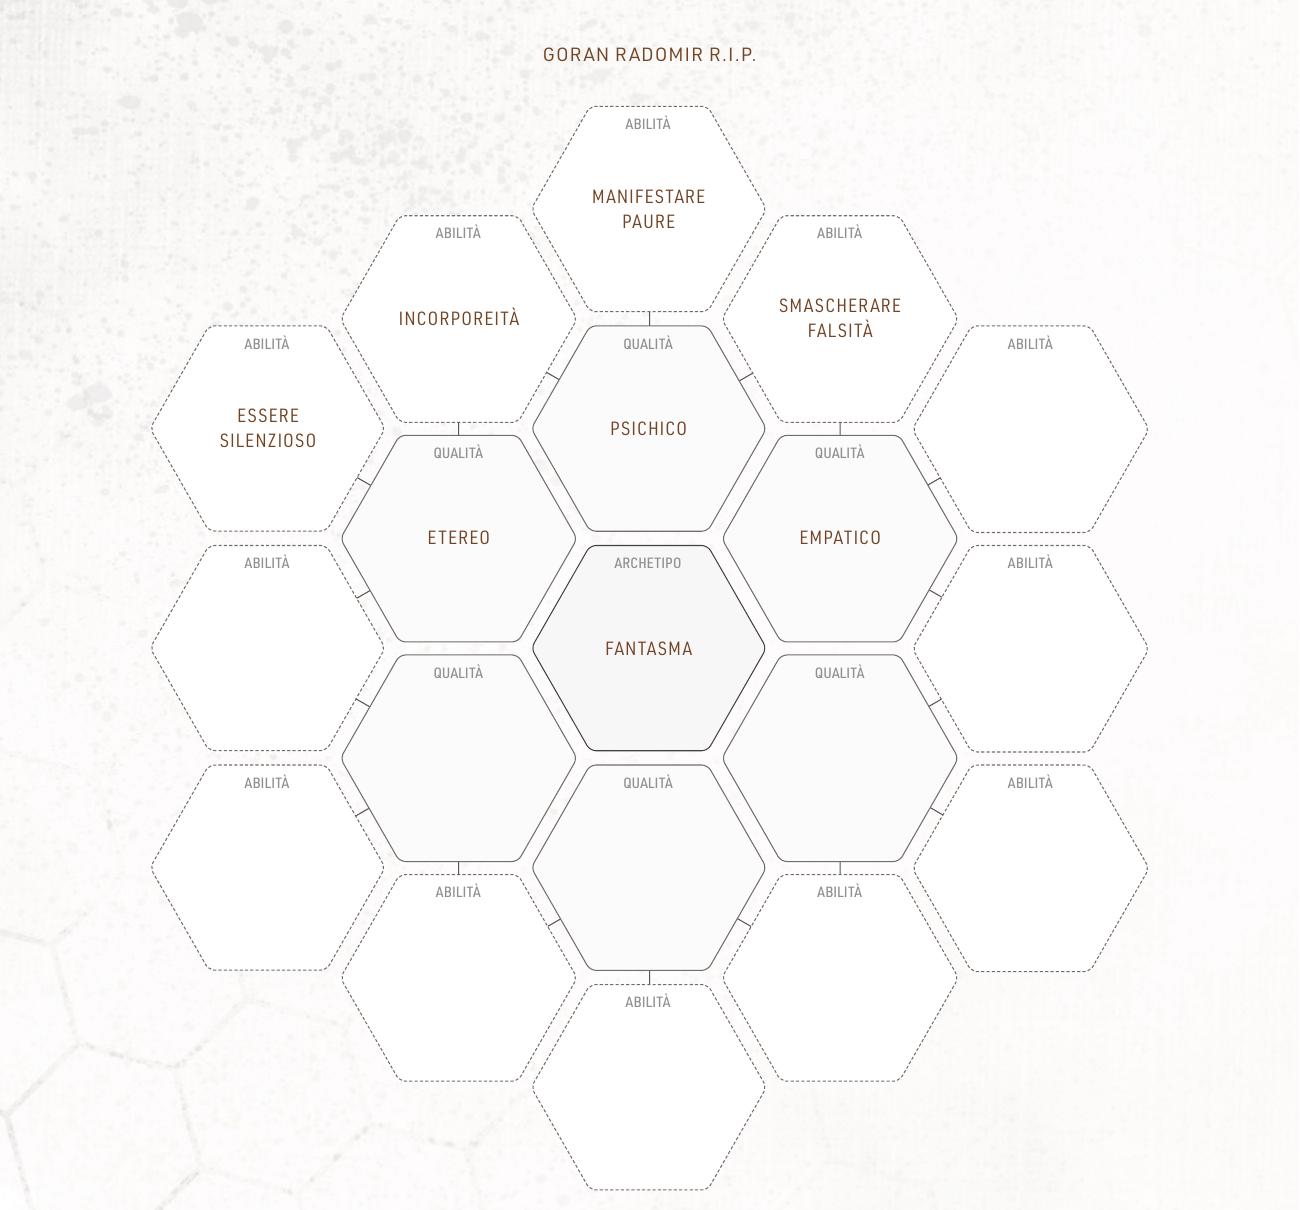 GORAN RADOMIR R.I.P.
ABILITÀ
MANIFESTARE
PAURE
ABILITÀ
INCORPOREITÀ
ABILITÀ
SMASCHERARE
FALSITÀ
ABILITÀ
ESSERE
SILENZIOSO
QUALITÀ
PSICHICO
ABILITÀ
QUALITÀ
ETEREO
QUALITÀ
EMPATICO
ABILITÀ
ARCHETIPO
FANTASMA
ABILITÀ
QUALITÀ
QUALITÀ
ABILITÀ
QUALITÀ
ABILITÀ
ABILITÀ
ABILITÀ
ABILITÀ